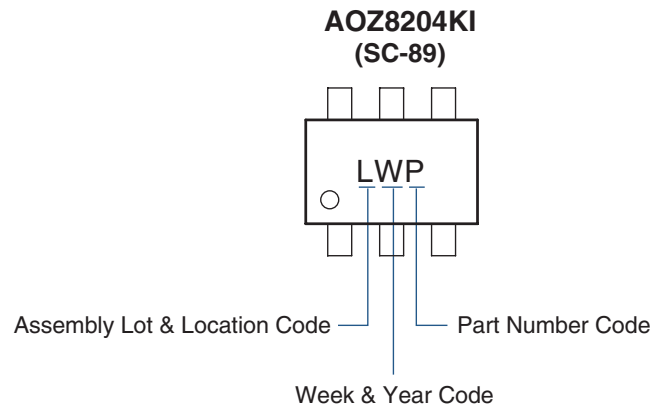 AOZ8204KI
(SC-89)
LWP
Assembly Lot & Location Code
Part Number Code
Week & Year Code